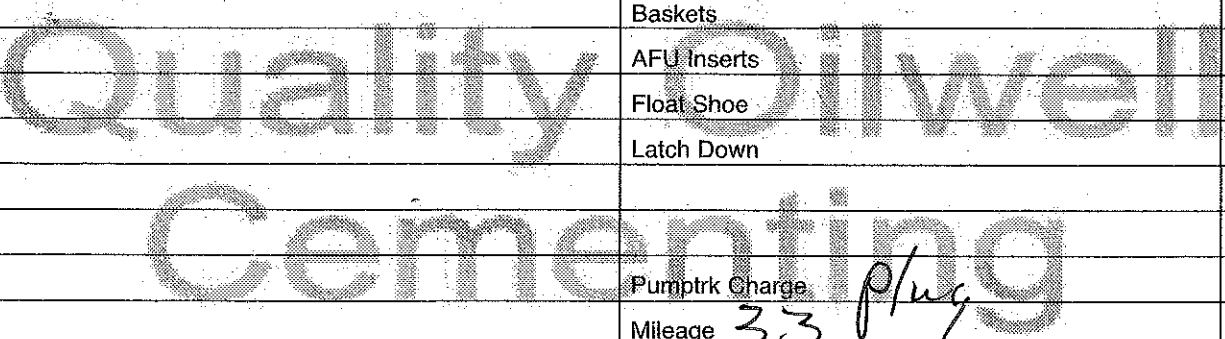 Baskets
Quality Oilwell
AFU Inserts
Float Shoe
Latch Down
Cementing
Pumptrk Charge plug
Mileage 33